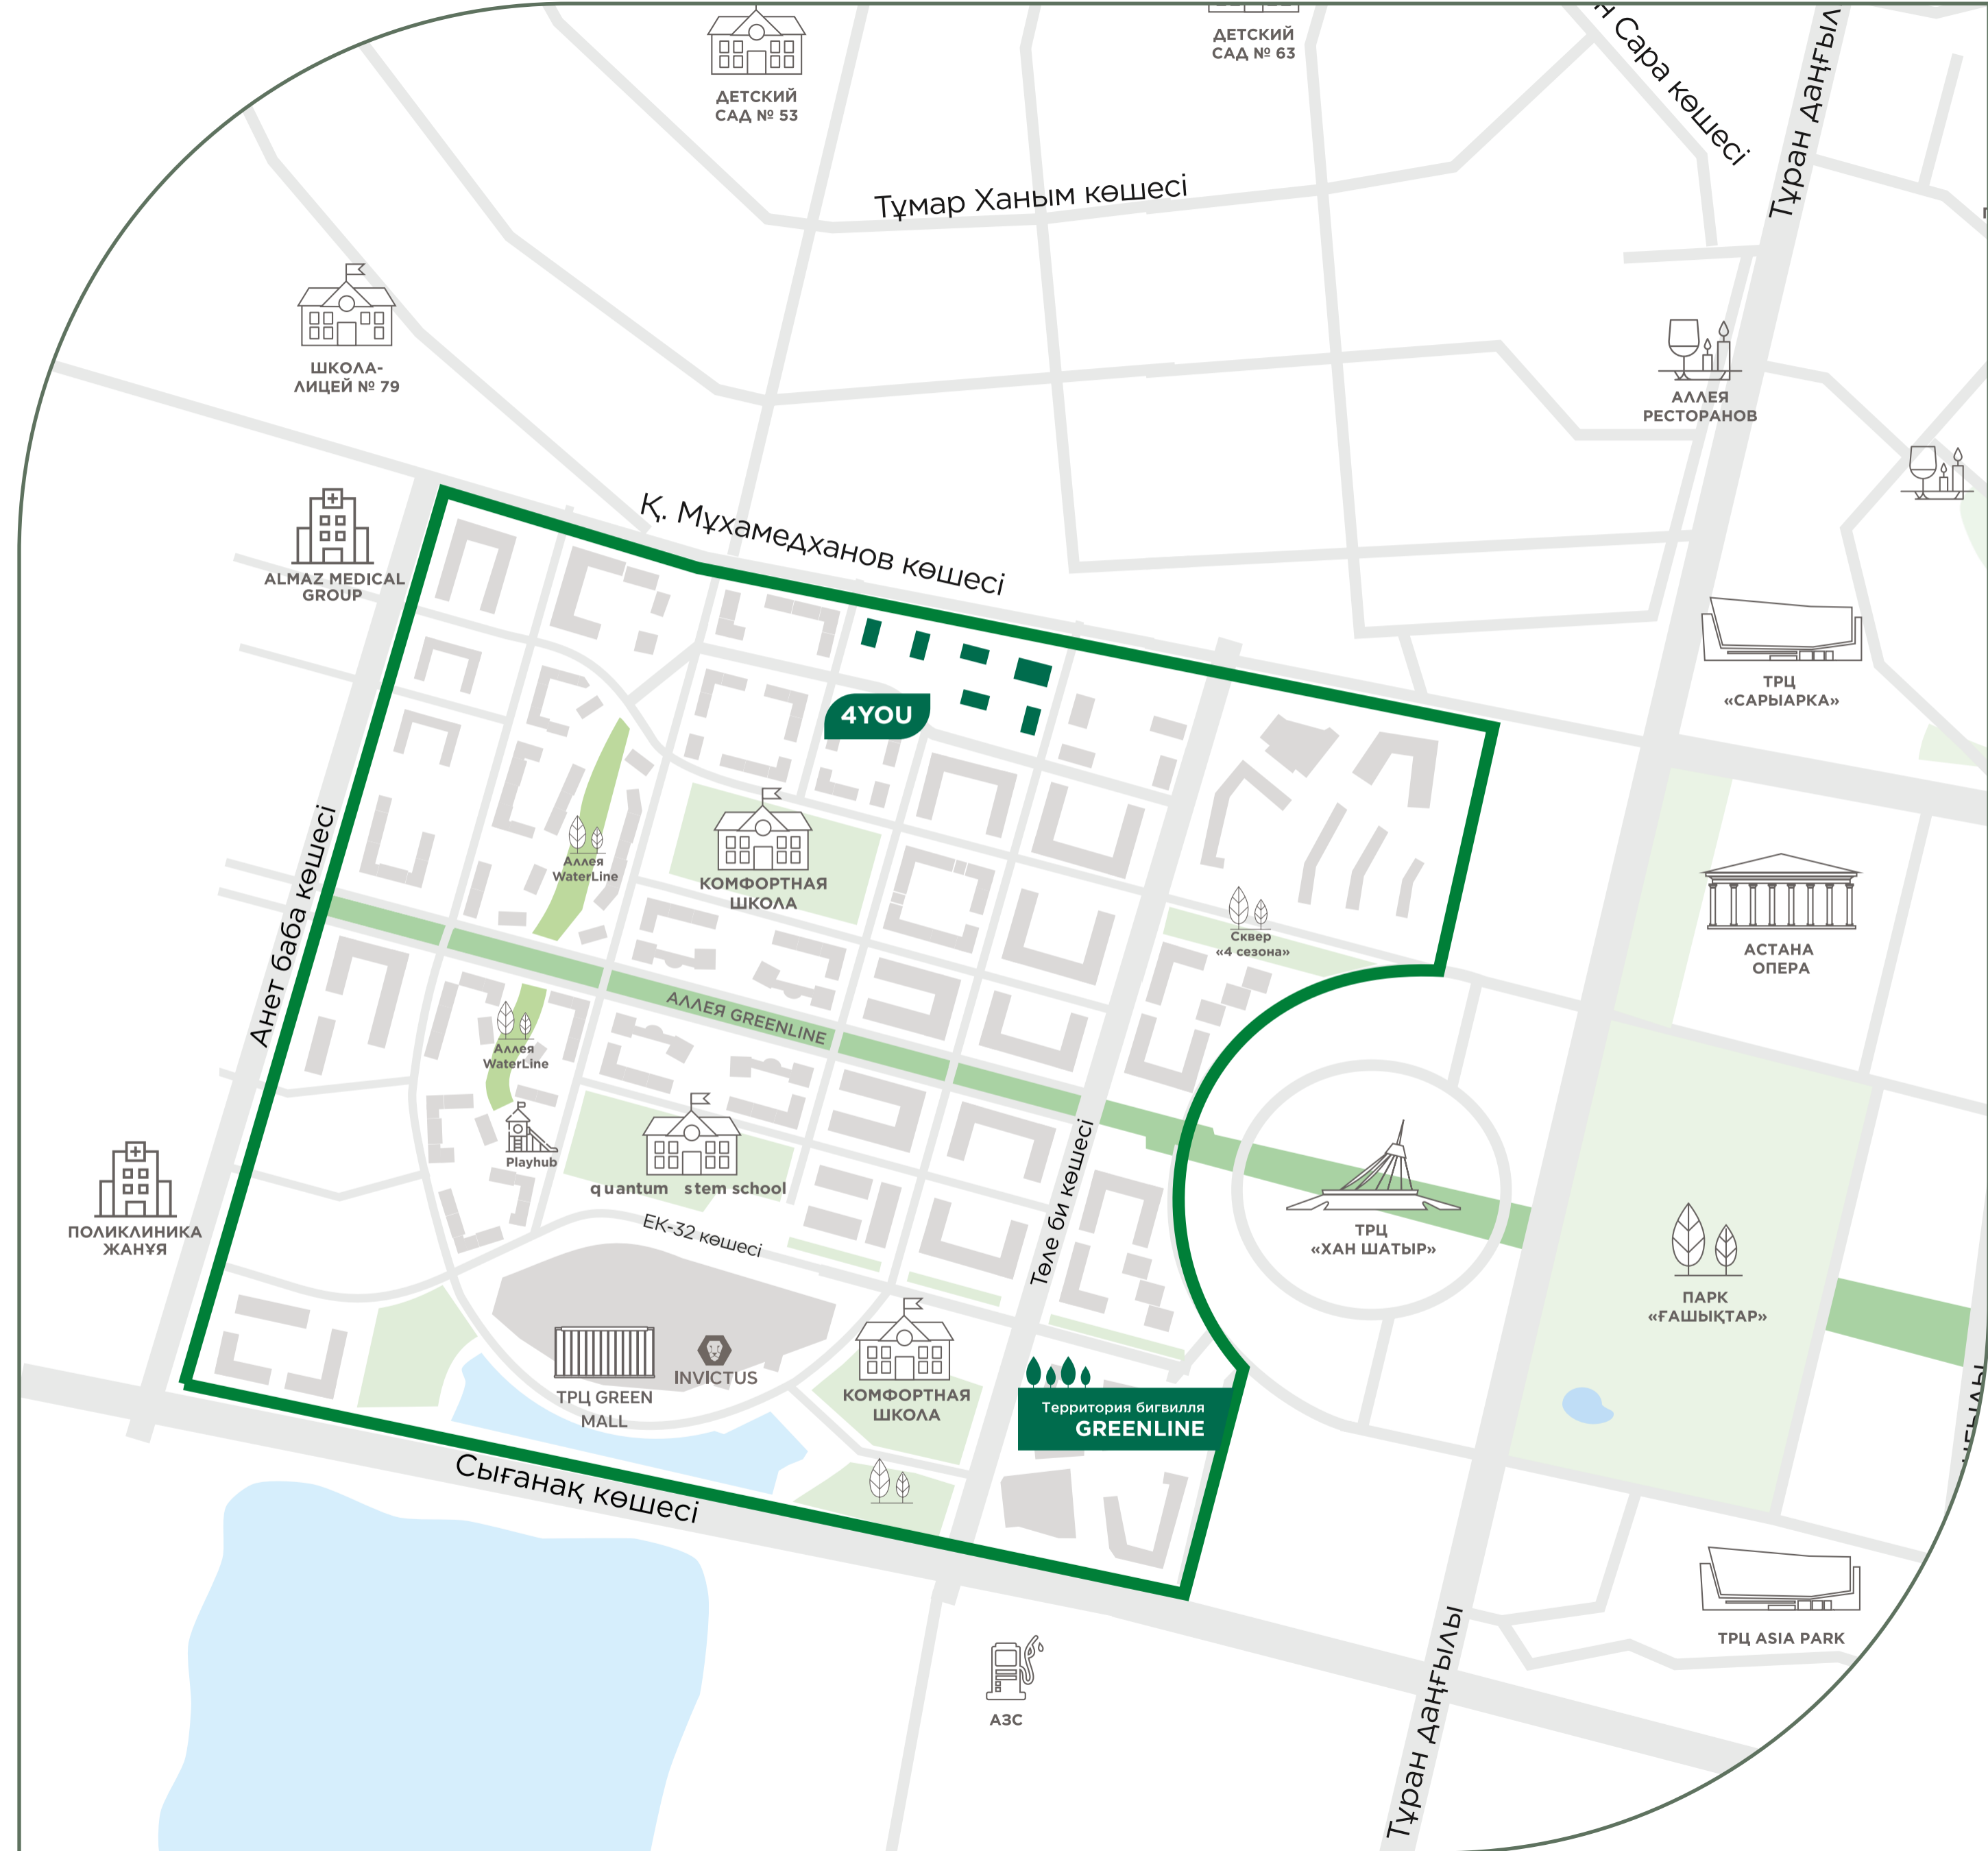 ДЕТСКИЙ
САД № 53
ДЕТСКИЙ
САД № 63
Сара көшесі
Тұран даңғыл
Тұмар Ханым көшесі
ШКОЛА-
ЛИЦЕЙ № 79
АЛЛЕЯ
РЕСТОРАНОВ
ALMAZ MEDICAL
GROUP
Қ. Мұхамедханов көшесі
ТРЦ
«САРЫАРКА»
4YOU
Анет баба көшесі
Аллея
WaterLine
КОМФОРТНАЯ
ШКОЛА
Сквер
«4 сезона»
АСТАНА
ОПЕРА
АЛЛЕЯ GREENLINE
Аллея
WaterLine
Playhub
quantum stem school
Төле би көшесі
ПОЛИКЛИНИКА
ЖАНҰЯ
ЕК-32 көшесі
ТРЦ
«ХАН ШАТЫР»
ПАРК
«ҒАШЫҚТАР»
ТРЦ GREEN
MALL
INVICTUS
КОМФОРТНАЯ
ШКОЛА
Территория бигвилля
GREENLINE
Сығанақ көшесі
ТРЦ ASIA PARK
АЗС
Тұран даңғылы